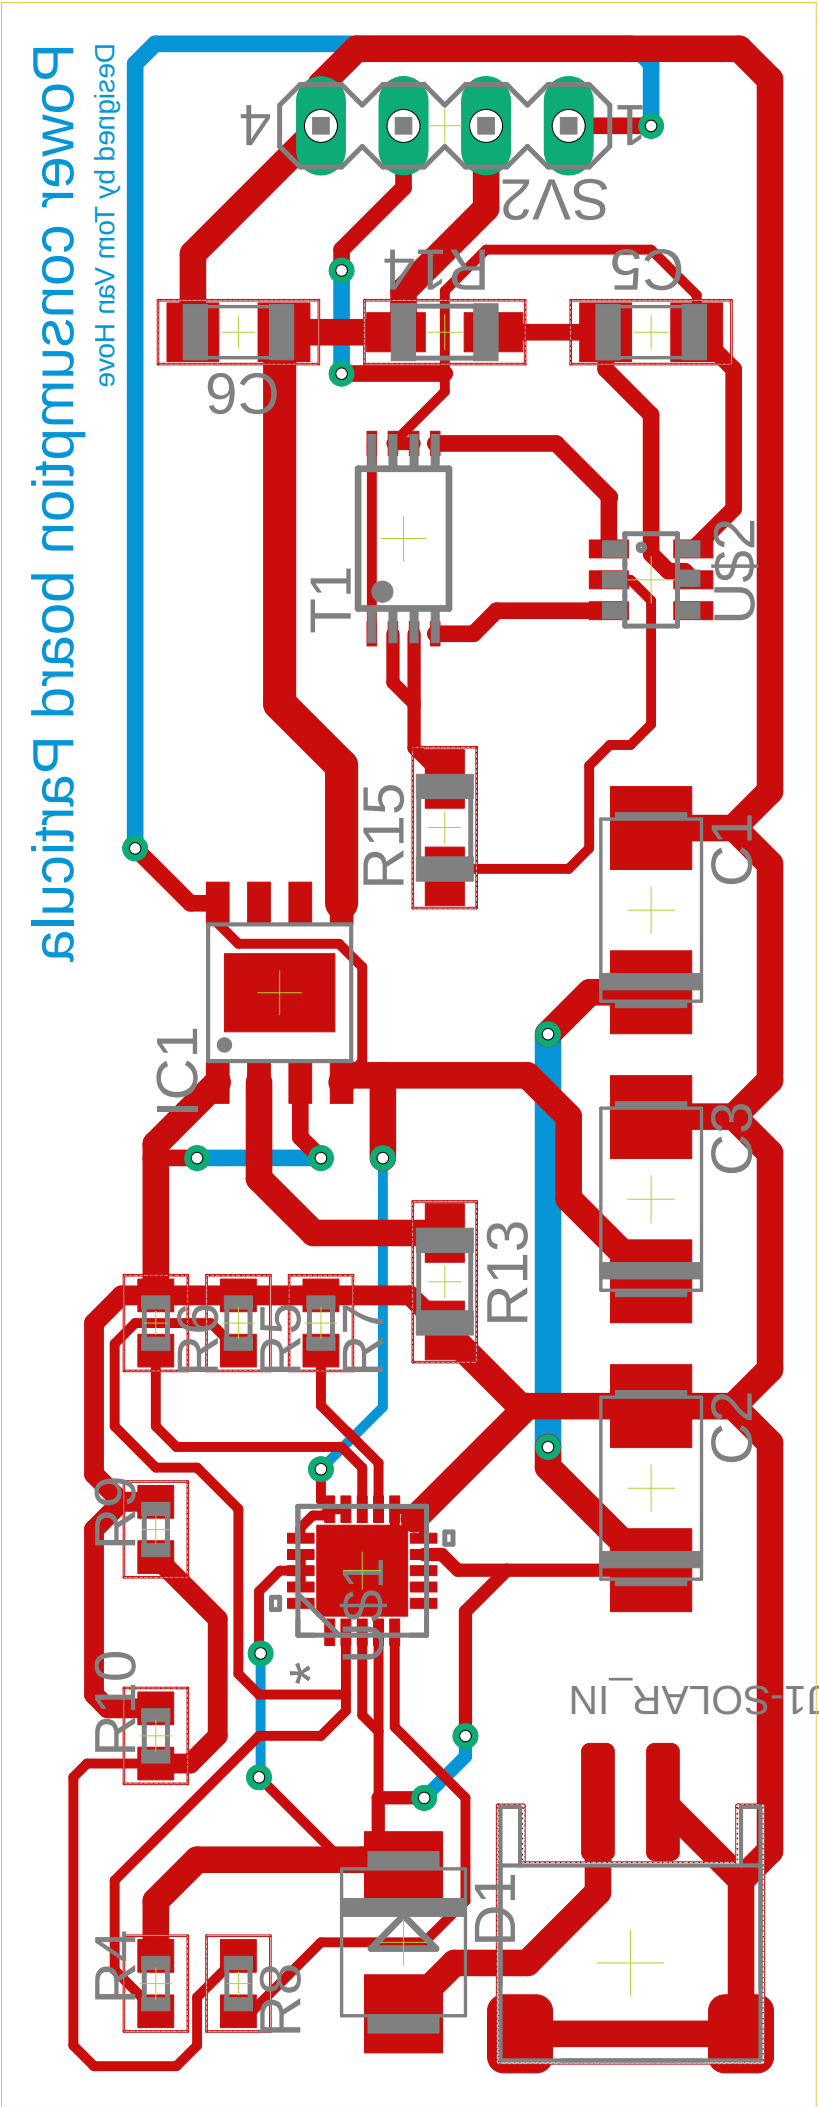 Power consumption board Particula
Designed by Tom Van Hove
4
1
SV2
R14
C5
C6
T1
U$2
R15
C1
IC1
C3
R13
R6
R5
R7
C2
R9
U$1
*
R10
J1-SOLAR_IN
D1
R4
R8